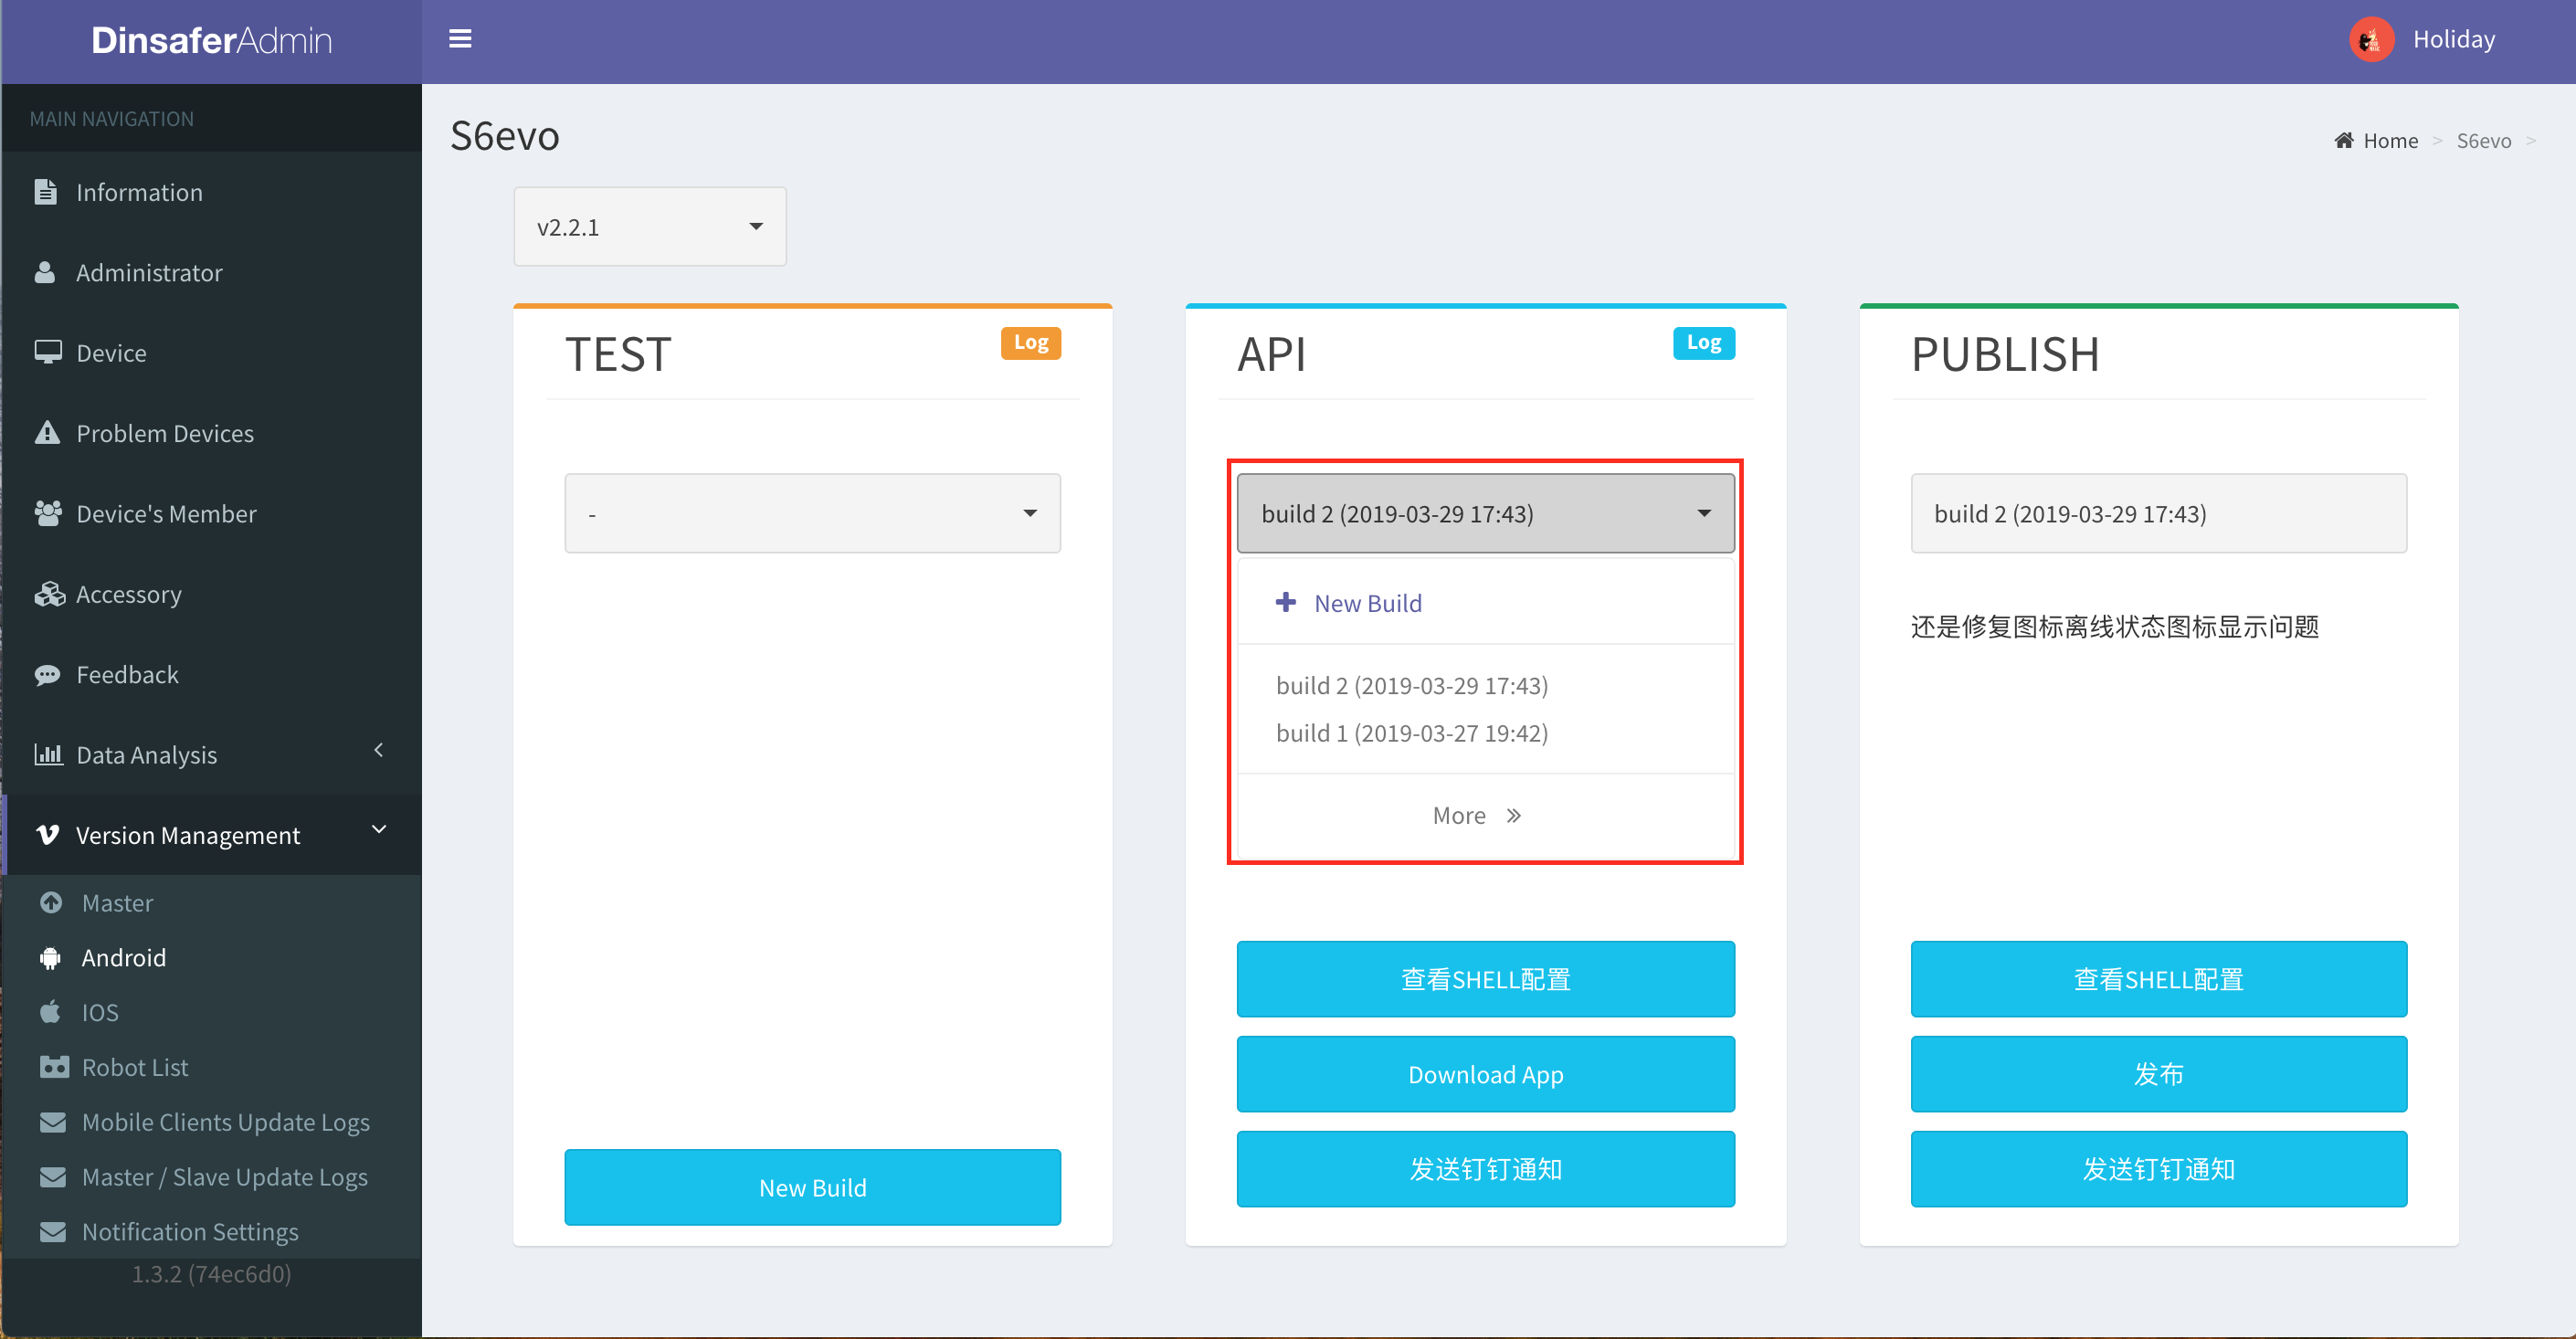 DinsaferAdmin
Holiday
MAIN NAVIGATION
Information
Administrator
Device
Problem Devices
Device's Member
Accessory
Feedback
Data Analysis
Version Management
Master
Android
IOS
Robot List
Mobile Clients Update Logs
Master / Slave Update Logs
Notification Settings
1.3.2 (74ec6d0)
S6evo
Home > S6evo >
v2.2.1
TEST
Log
-
New Build
API
Log
build 2 (2019-03-29 17:43)
New Build
build 2 (2019-03-29 17:43)
build 1 (2019-03-27 19:42)
More »
查看SHELL配置
Download App
发送钉钉通知
PUBLISH
build 2 (2019-03-29 17:43)
还是修复图标离线状态图标显示问题
查看SHELL配置
发布
发送钉钉通知